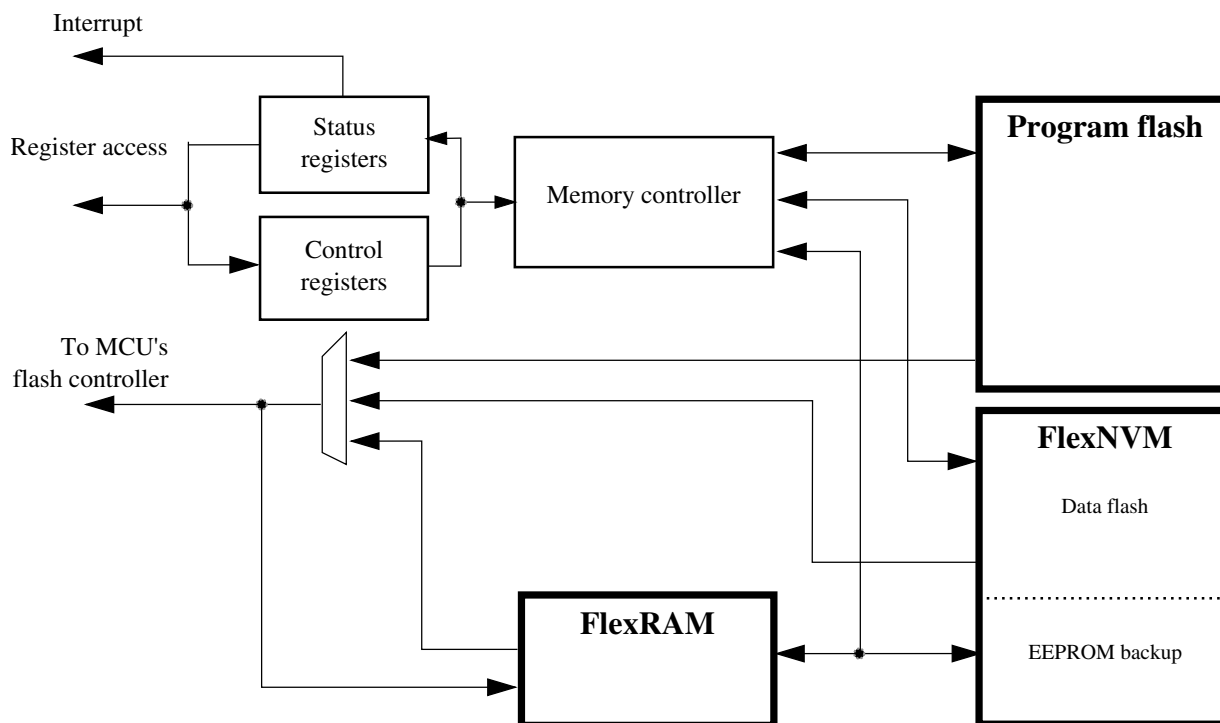 Interrupt
Status
registers
Register access
Control
registers
Memory controller
Program flash
To MCU's
flash controller
FlexNVM
Data flash
FlexRAM
EEPROM backup